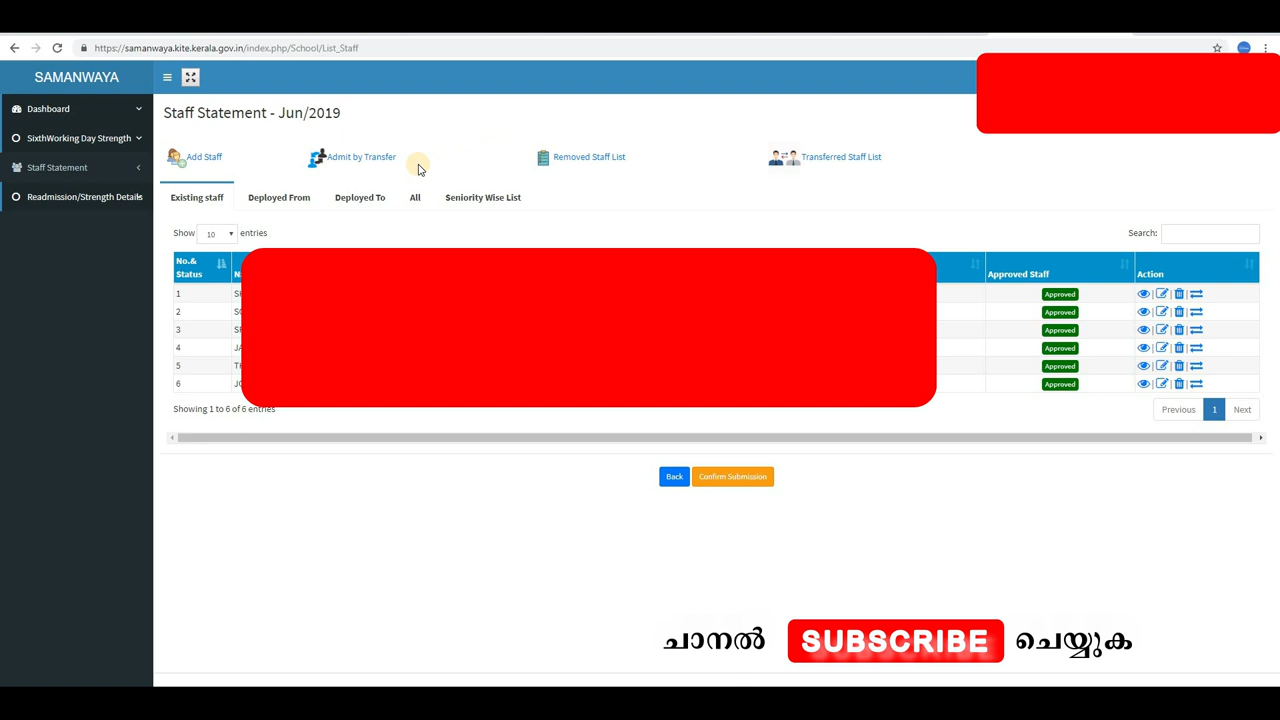 https://samanwaya.kite.kerala.gov.in/index.php/School/List_Staff
SAMANWAYA
Dashboard
SixthWorking Day Strength
Staff Statement
Readmission/Strength Details
Staff Statement - Jun/2019
Add Staff Admit by Transfer Removed Staff List Transferred Staff List
Existing staff Deployed From Deployed To All Seniority Wise List
Show 10 entries Search:
No.& Status Approved Staff Action
1 Approved
2 Approved
3 Approved
4 JA Approved
5 Approved
6 Approved
Showing 1 to 6 of 6 entries Previous 1 Next
Back Confirm Submission
ചാനൽ SUBSCRIBE ചെയ്യുക